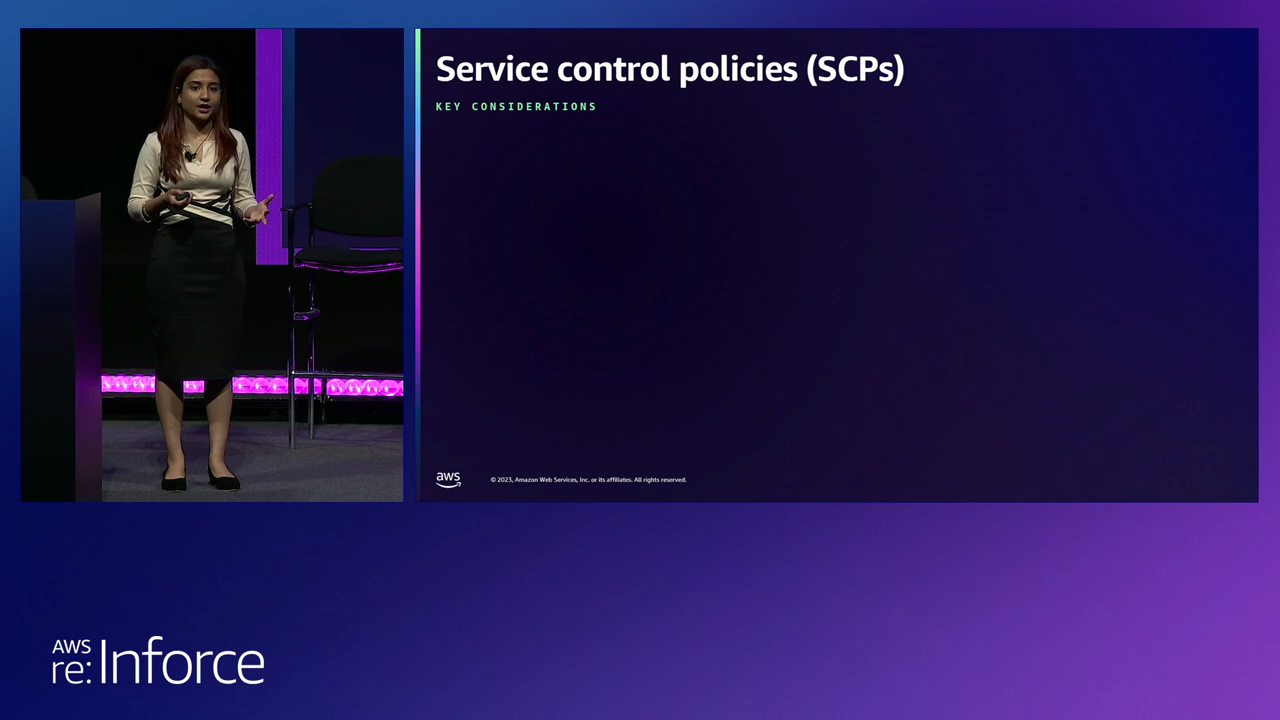 Service control policies (SCPs)
KEY CONSIDERATIONS
aws
© 2023, Amazon Web Services, Inc. or its affiliates. All rights reserved.
AWS
re:Inforce